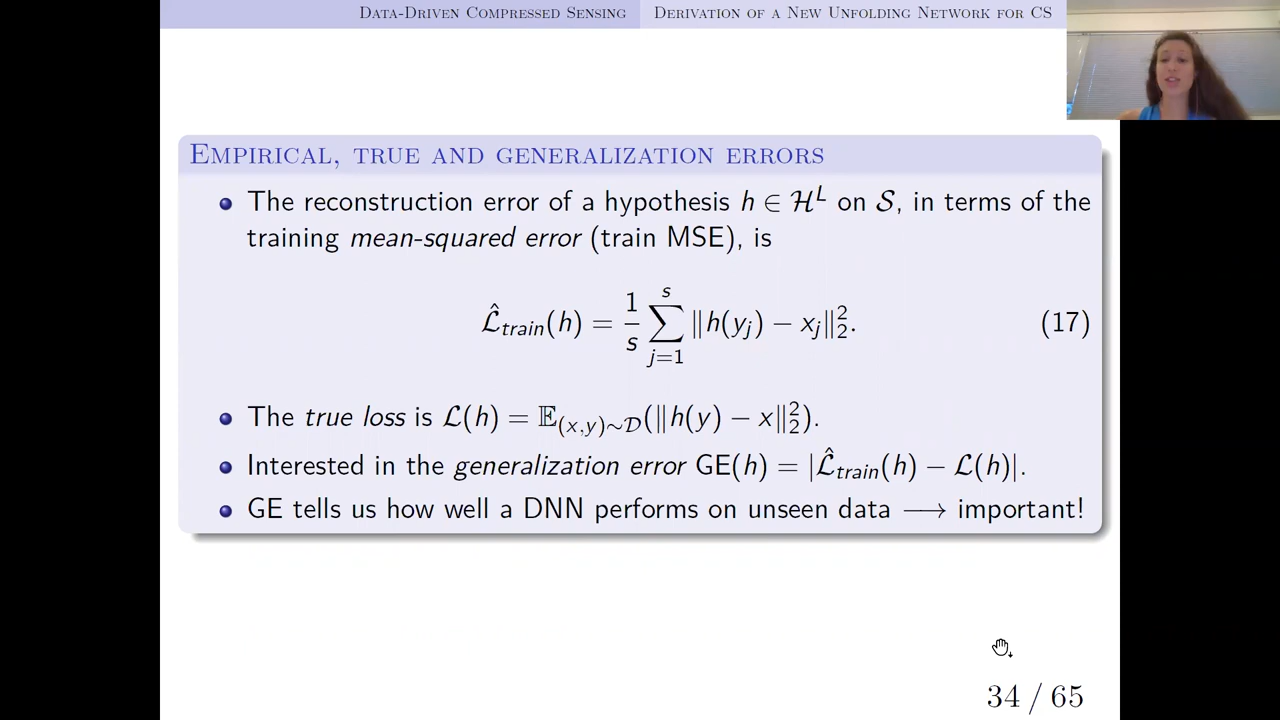 Data-Driven Compressed Sensing Derivation of a New Unfolding Network for CS
Empirical, true and generalization errors
• The reconstruction error of a hypothesis h ∈ ℋ^L on 𝒮, in terms of the
training mean-squared error (train MSE), is
ℒ̂_train(h) = 1/s ∑_{j=1}^{s} ‖h(y_j) − x_j‖_2^2. (17)
• The true loss is ℒ(h) = 𝔼_{(x,y)∼𝒟}(‖h(y) − x‖_2^2).
• Interested in the generalization error GE(h) = |ℒ̂_train(h) − ℒ(h)|.
• GE tells us how well a DNN performs on unseen data ⟶ important!
34 / 65